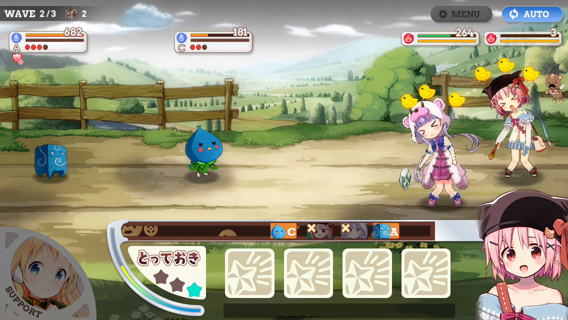 WAVE 2/3 2
MENU
AUTO
682
A
181
C
264
3
C
A
とっておき
SUPPORT